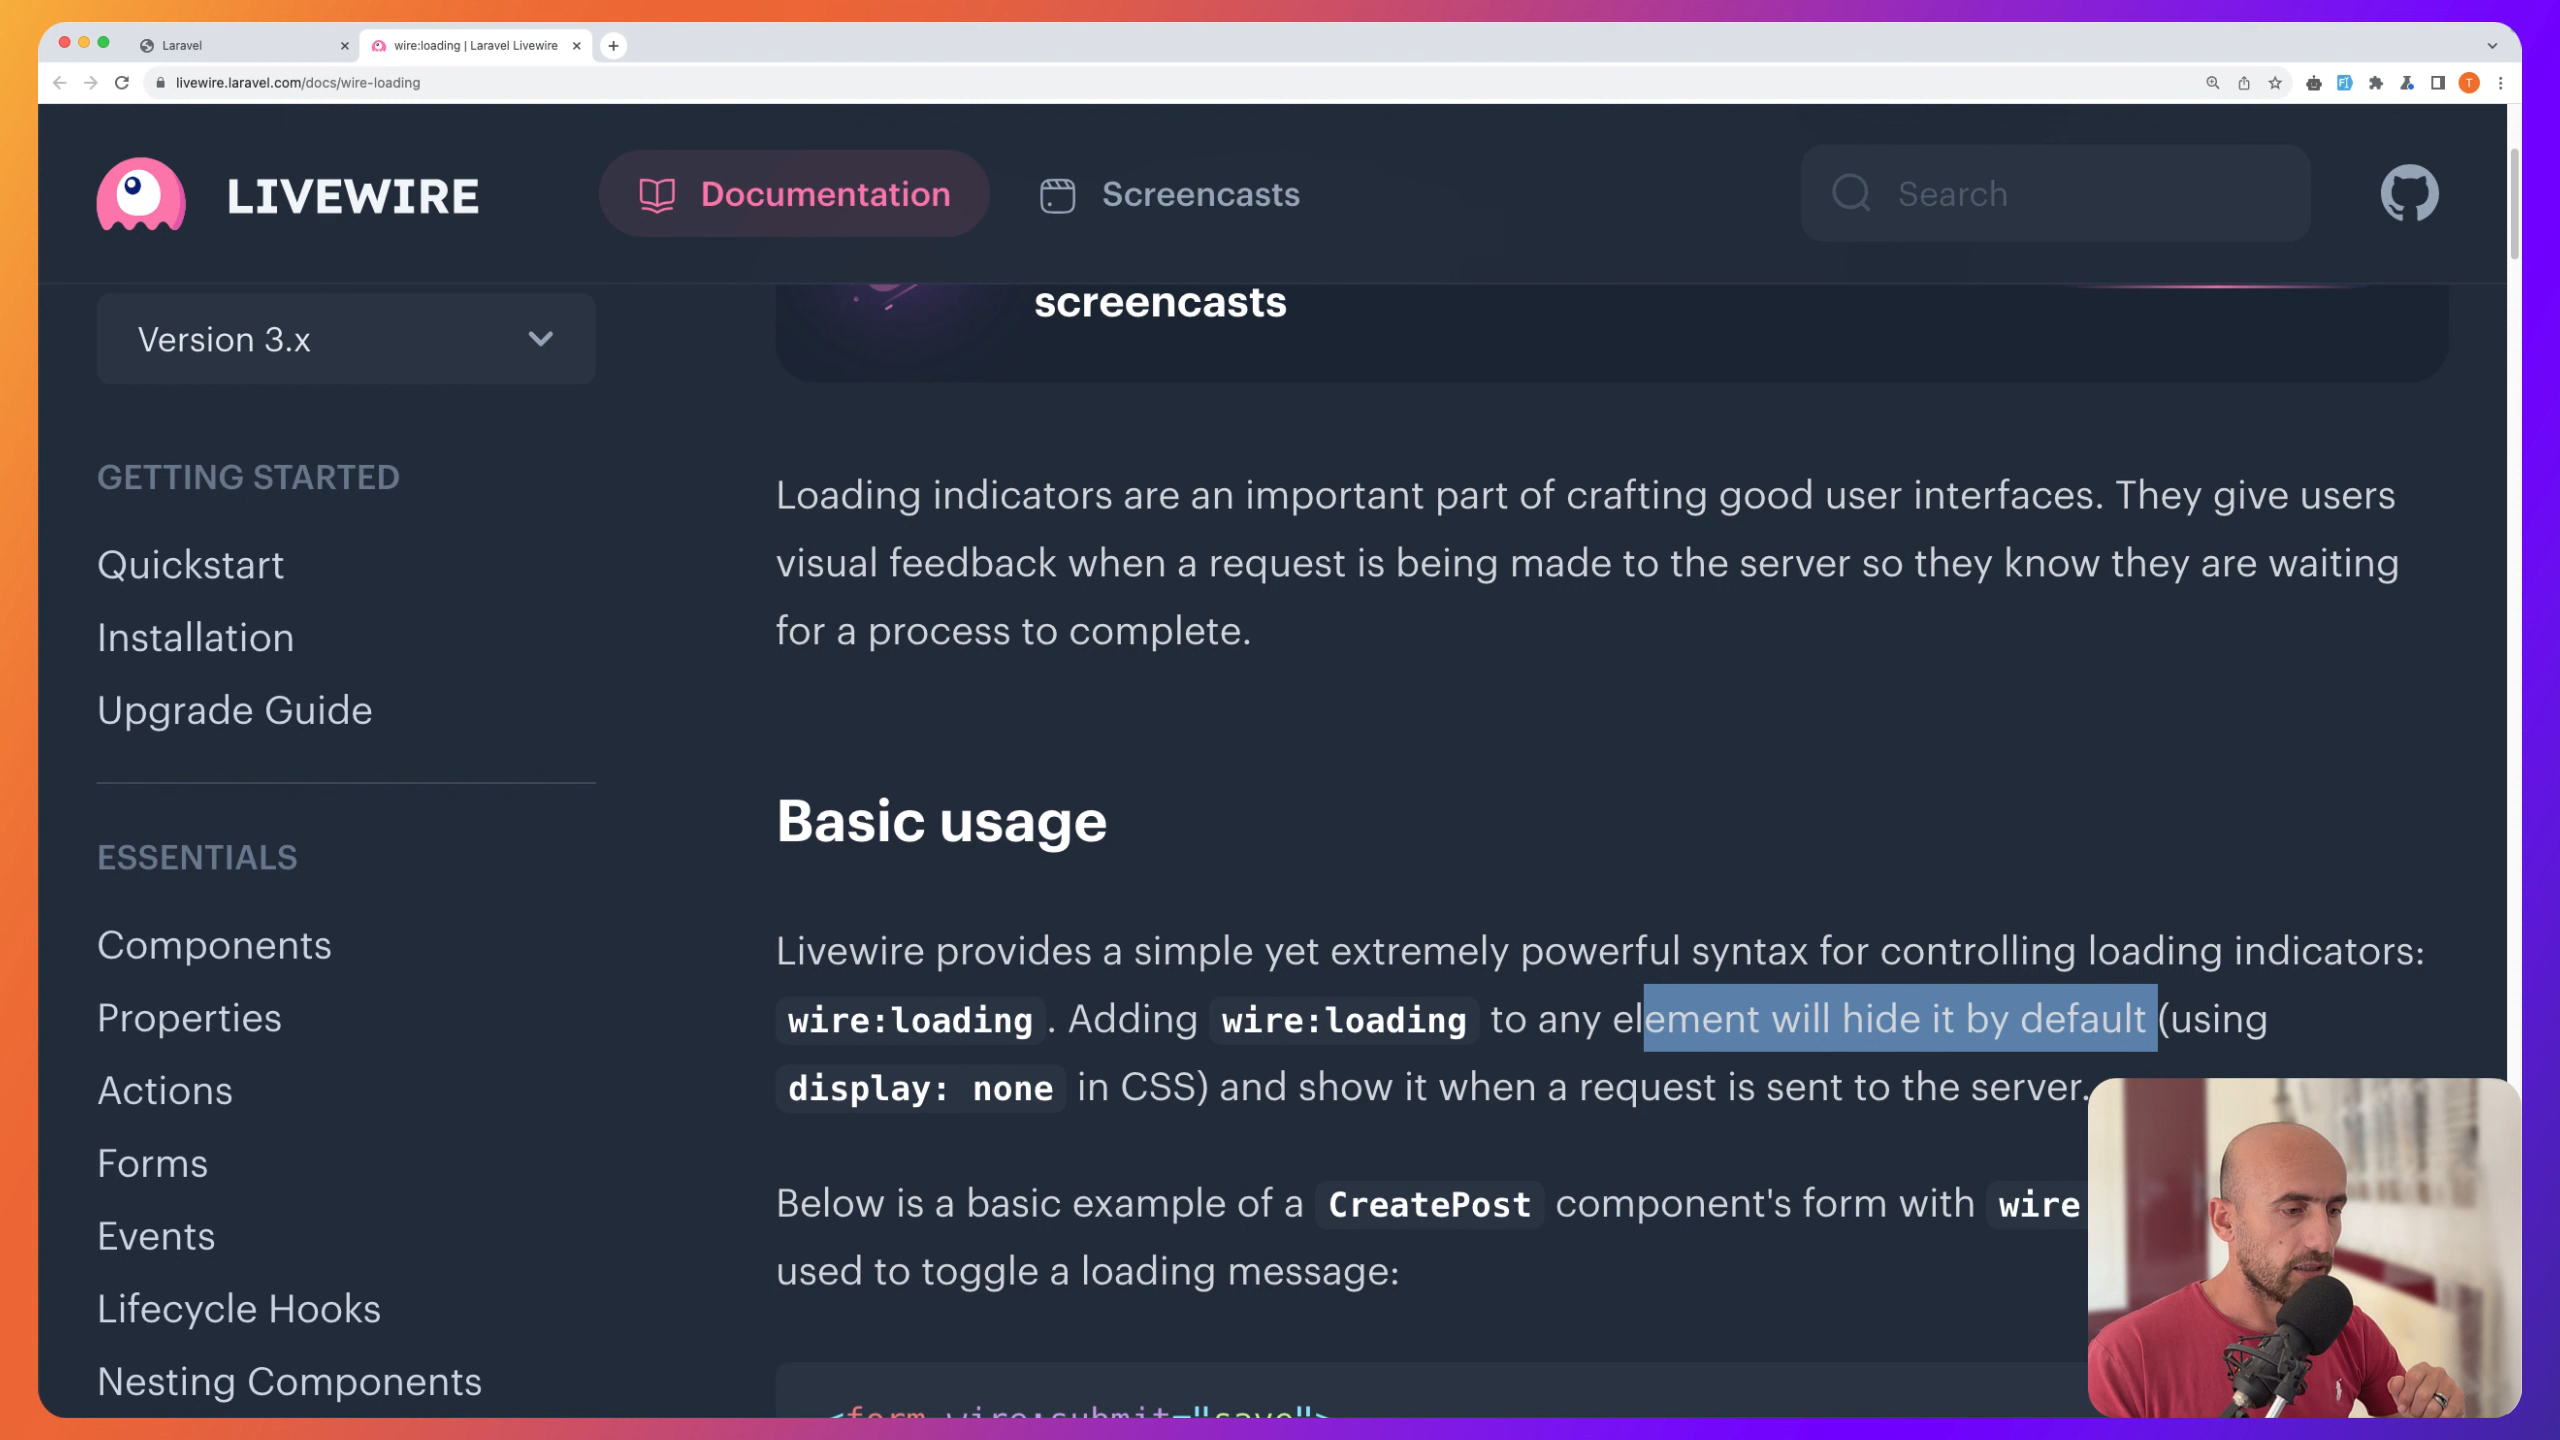 Laravel
wire:loading | Laravel Livewire
livewire.laravel.com/docs/wire-loading
T
LIVEWIRE
Documentation
Screencasts
Search
Version 3.x
GETTING STARTED
Quickstart
Installation
Upgrade Guide
ESSENTIALS
Components
Properties
Actions
Forms
Events
Lifecycle Hooks
Nesting Components
screencasts
Loading indicators are an important part of crafting good user interfaces. They give users
visual feedback when a request is being made to the server so they know they are waiting
for a process to complete.
Basic usage
Livewire provides a simple yet extremely powerful syntax for controlling loading indicators:
wire:loading . Adding wire:loading to any element will hide it by default (using
display: none in CSS) and show it when a request is sent to the server.
Below is a basic example of a CreatePost component's form with wire
used to toggle a loading message:
<form wire:submit="save">